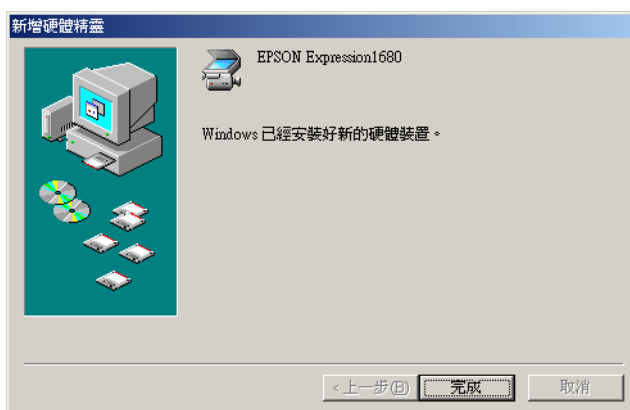 新增硬體精靈
EPSON Expression1680
Windows 已經安裝好新的硬體裝置。
<上一步(B)
完成
取消